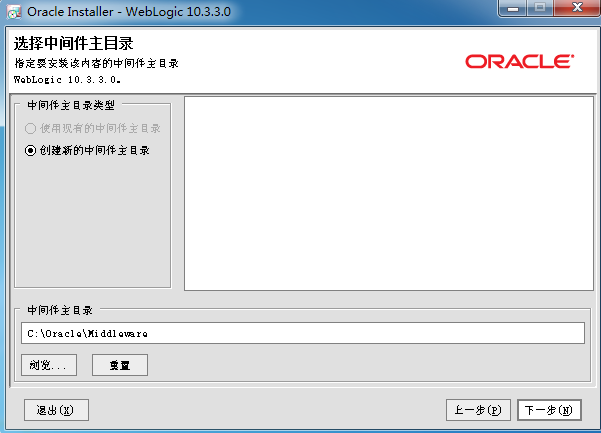 Oracle Installer - WebLogic 10.3.3.0
选择中间件主目录
指定要安装该内容的中间件主目录
WebLogic 10.3.3.0。
ORACLE
中间件主目录类型
使用现有的中间件主目录
创建新的中间件主目录
中间件主目录
C:\Oracle\Middleware
浏览...
重置
退出(X)
上一步(P)
下一步(N)